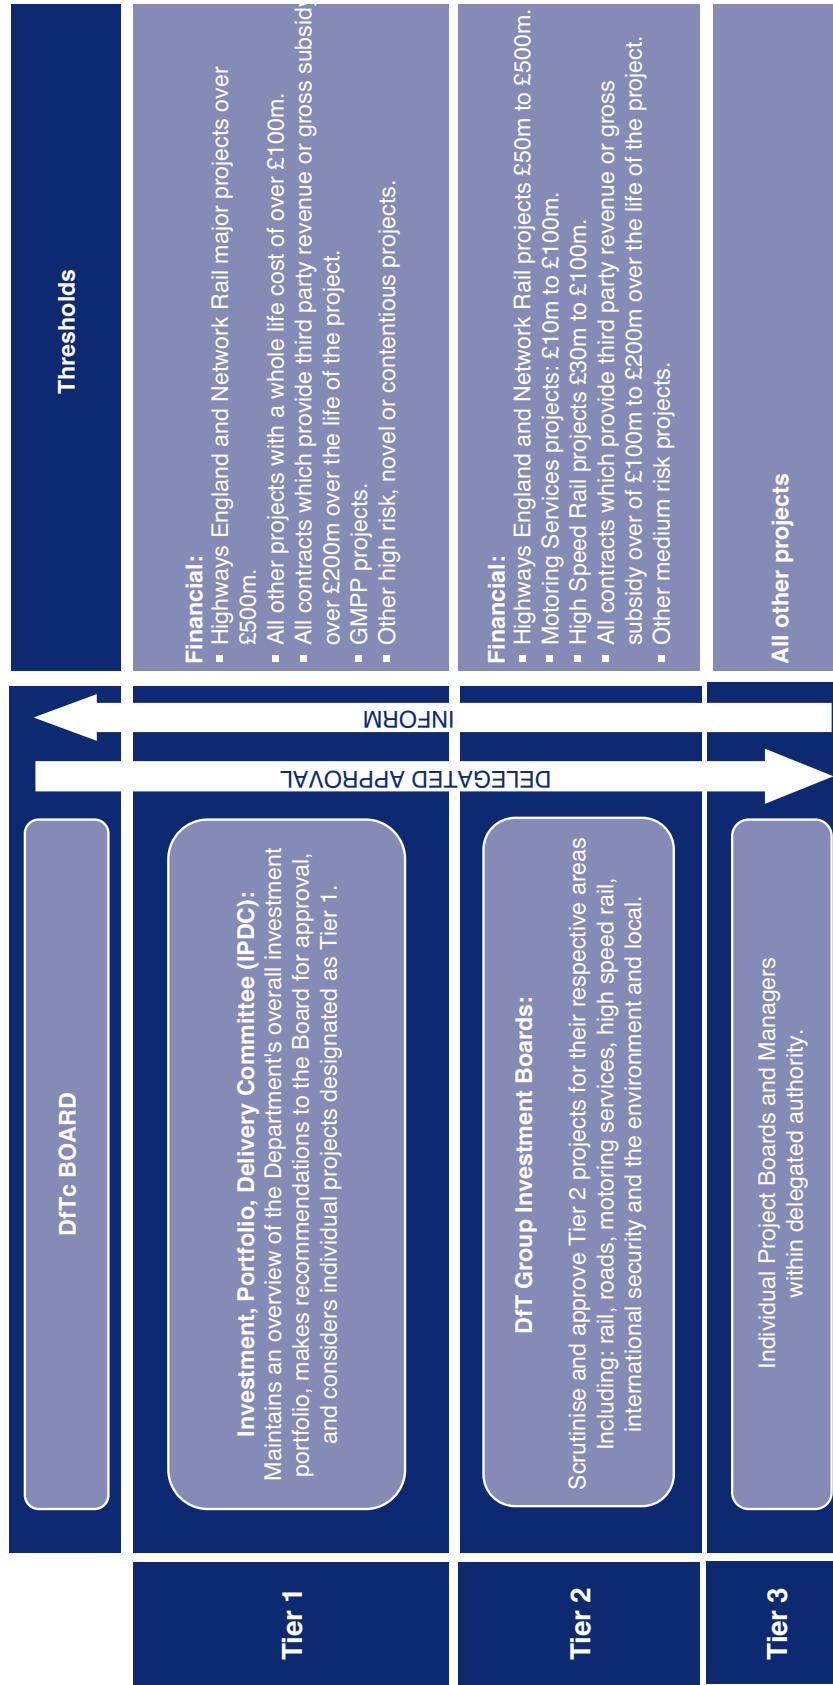 DfTc BOARD
Thresholds
Tier 1
Investment, Portfolio, Delivery Committee (IPDC):
Maintains an overview of the Department's overall investment
portfolio, makes recommendations to the Board for approval,
and considers individual projects designated as Tier 1.
Financial:
▪ Highways England and Network Rail major projects over
£500m.
▪ All other projects with a whole life cost of over £100m.
▪ All contracts which provide third party revenue or gross subsidy
over £200m over the life of the project.
▪ GMPP projects.
▪ Other high risk, novel or contentious projects.
DELEGATED APPROVAL
INFORM
Tier 2
DfT Group Investment Boards:
Scrutinise and approve Tier 2 projects for their respective areas
Including: rail, roads, motoring services, high speed rail,
international security and the environment and local.
Financial:
▪ Highways England and Network Rail projects £50m to £500m.
▪ Motoring Services projects: £10m to £100m.
▪ High Speed Rail projects £30m to £100m.
▪ All contracts which provide third party revenue or gross
subsidy over of £100m to £200m over the life of the project.
▪ Other medium risk projects.
Tier 3
Individual Project Boards and Managers
within delegated authority.
All other projects